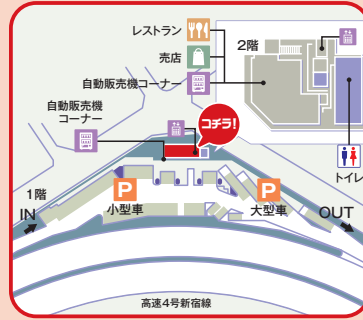 レストラン
売店
2階
自動販売機コーナー
自動販売機
コーナー
コチラ!
トイレ
1階
IN
P
小型車
P
大型車
OUT
高速4号新宿線